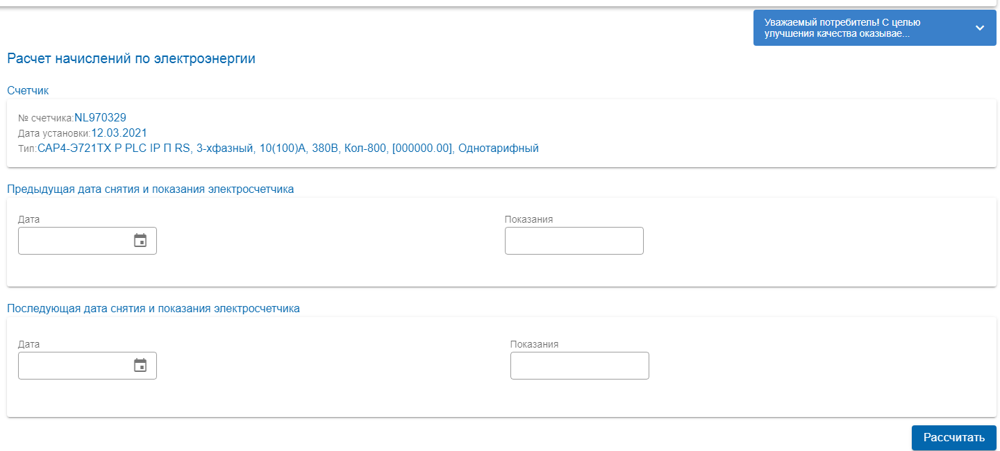 Уважаемый потребитель! С целью
улучшения качества оказывае...
Расчет начислений по электроэнергии
Счетчик
№ счетчика:NL970329
Дата установки:12.03.2021
Тип:САР4-Э721ТХ P PLC IP П RS, 3-хфазный, 10(100)А, 380В, Кол-800, [000000.00], Однотарифный
Предыдущая дата снятия и показания электросчетчика
Дата
Показания
Последующая дата снятия и показания электросчетчика
Дата
Показания
Рассчитать